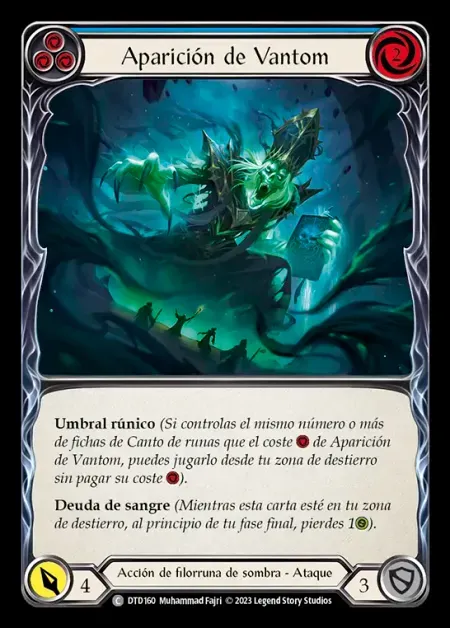 Aparición de Vantom
2
Umbral rúnico (Si controlas el mismo número o más
de fichas de Canto de runas que el coste de Aparición
de Vantom, puedes jugarlo desde tu zona de destierro
sin pagar su coste ).
Deuda de sangre (Mientras esta carta esté en tu zona
de destierro, al principio de tu fase final, pierdes 1).
4
Acción de filorruna de sombra - Ataque
3
C DTD160 Muhammad Fajri © 2023 Legend Story Studios